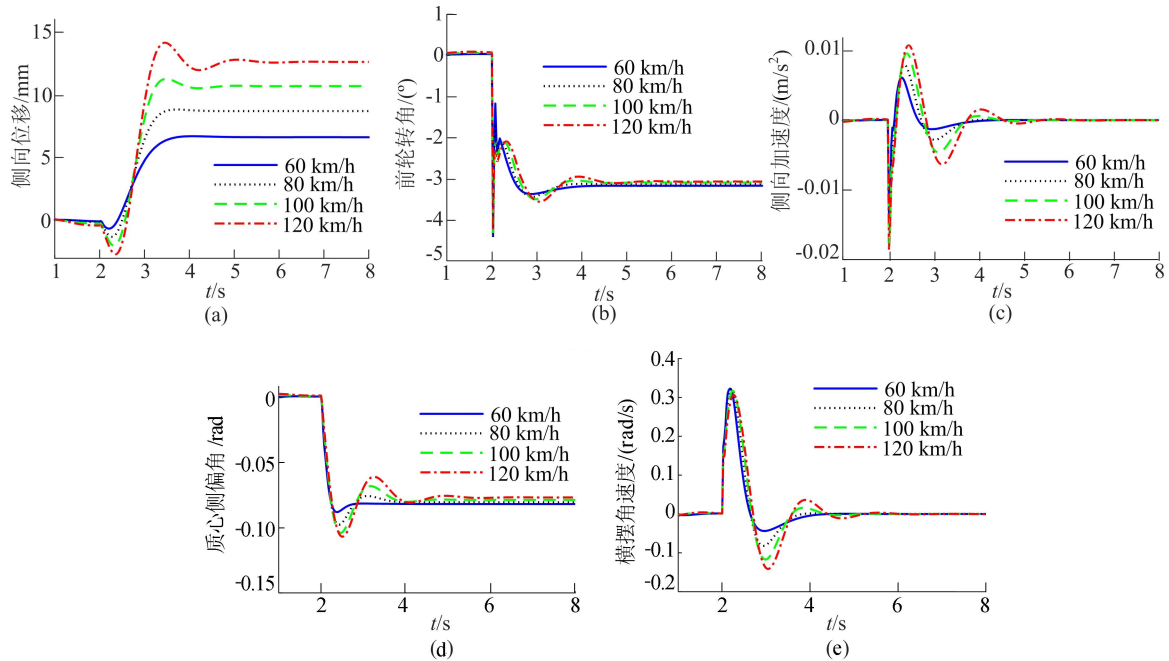 15
10
5
0
侧向位移/mm
60 km/h
80 km/h
100 km/h
120 km/h
1 2 3 4 5 6 7 8
t/s
(a)
1
0
-1
-2
-3
-4
-5
前轮转角/(º)
60 km/h
80 km/h
100 km/h
120 km/h
1 2 3 4 5 6 7 8
t/s
(b)
0.01
0
-0.01
-0.02
侧向加速度/(m/s²)
60 km/h
80 km/h
100 km/h
120 km/h
1 2 3 4 5 6 7 8
t/s
(c)
0
-0.05
-0.10
-0.15
质心侧偏角/rad
60 km/h
80 km/h
100 km/h
120 km/h
2 4 6 8
t/s
(d)
0.4
0.3
0.2
0.1
0
-0.1
-0.2
横摆角速度/(rad/s)
60 km/h
80 km/h
100 km/h
120 km/h
2 4 6 8
t/s
(e)